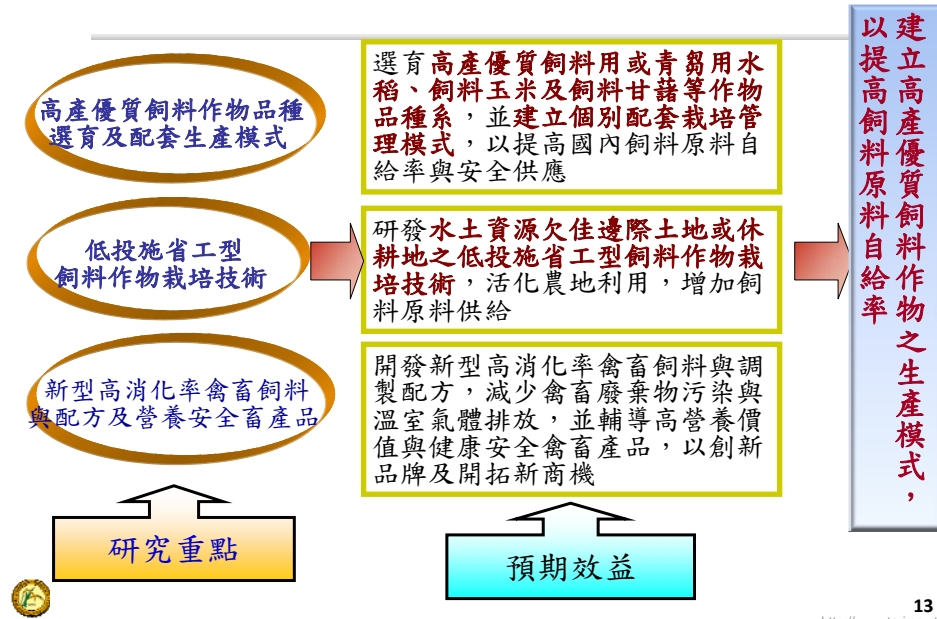 高產優質飼料作物品種
選育及配套生產模式
選育高產優質飼料用或青芻用水
稻、飼料玉米及飼料甘藷等作物
品種系，並建立個別配套栽培管
理模式，以提高國內飼料原料自
給率與安全供應
低投施省工型
飼料作物栽培技術
研發水土資源欠佳邊際土地或休
耕地之低投施省工型飼料作物栽
培技術，活化農地利用，增加飼
料原料供給
新型高消化率禽畜飼料
與配方及營養安全畜產品
開發新型高消化率禽畜飼料與調
製配方，減少禽畜廢棄物污染與
溫室氣體排放，並輔導高營養價
值與健康安全禽畜產品，以創新
品牌及開拓新商機
建立高產優質飼料作物之生產模式，
以提高飼料原料自給率
研究重點
預期效益
13